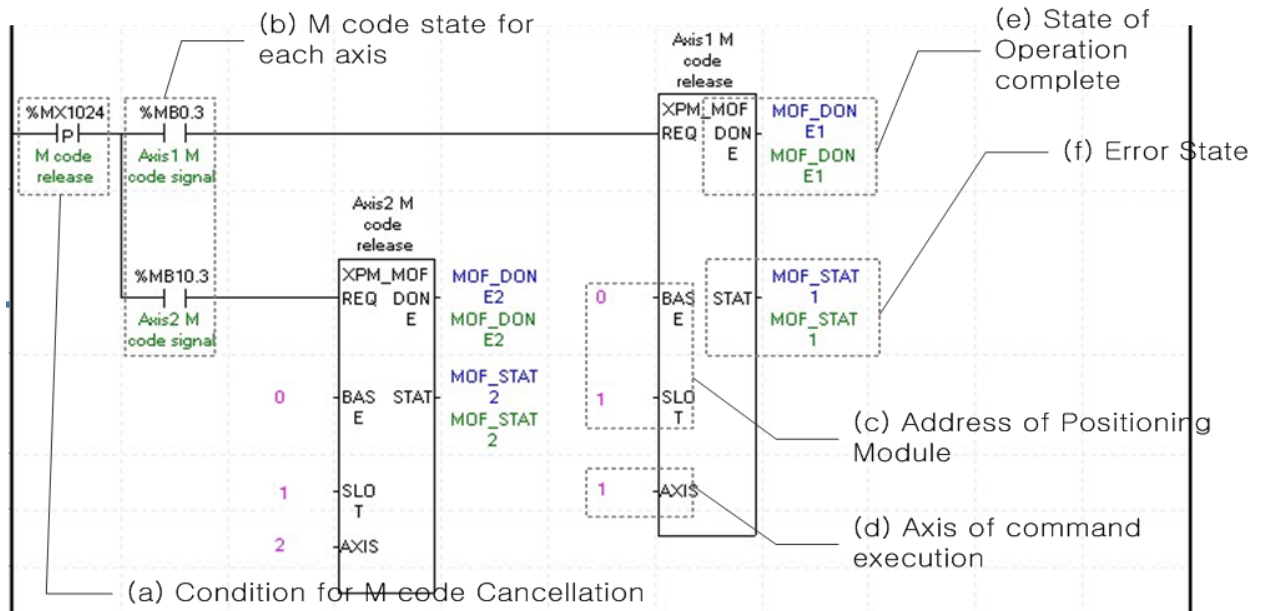 (b) M code state for
each axis
(e) State of
Operation
complete
Axis1 M
code
release
%MX1024
P
M code
release
%MB0.3
Axis1 M
code signal
XPM_MOF
REQ DON
E
MOF_DON
E1
MOF_DON
E1
(f) Error State
Axis2 M
code
release
%MB10.3
Axis2 M
code signal
XPM_MOF
REQ DON
E
MOF_DON
E2
MOF_DON
E2
0
BAS STAT
E
MOF_STAT
1
MOF_STAT
1
0
BAS STAT
E
MOF_STAT
2
MOF_STAT
2
1
SLO
T
(c) Address of Positioning
Module
1
SLO
T
1
AXIS
2
AXIS
(d) Axis of command
execution
(a) Condition for M code Cancellation